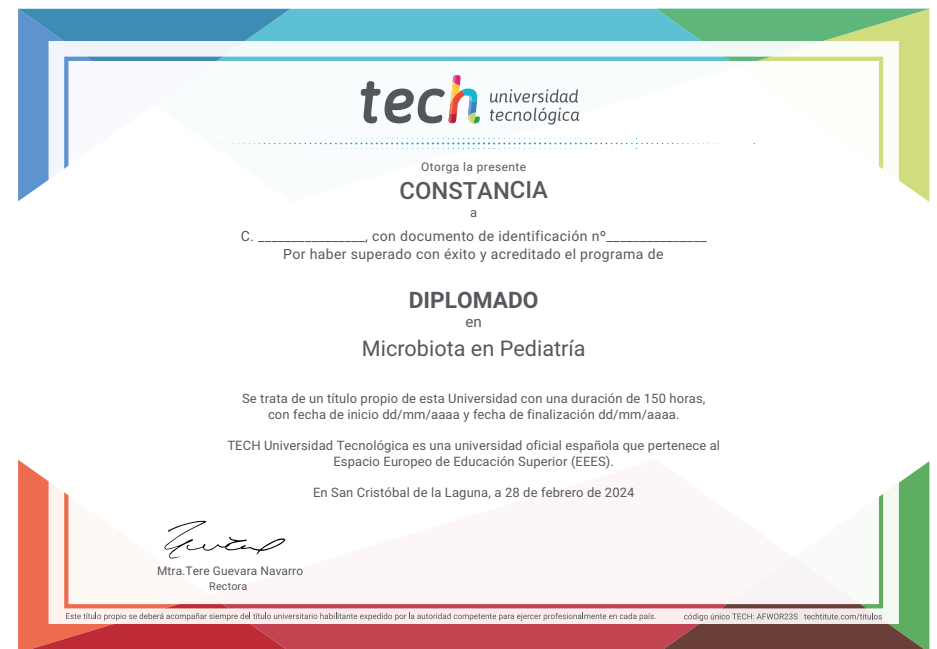 tech universidad
tecnológica
Otorga la presente
CONSTANCIA
a
C. ________________, con documento de identificación nº_______________
Por haber superado con éxito y acreditado el programa de
DIPLOMADO
en
Microbiota en Pediatría
Se trata de un título propio de esta Universidad con una duración de 150 horas,
con fecha de inicio dd/mm/aaaa y fecha de finalización dd/mm/aaaa.
TECH Universidad Tecnológica es una universidad oficial española que pertenece al
Espacio Europeo de Educación Superior (EEES).
En San Cristóbal de la Laguna, a 28 de febrero de 2024
Mtra.Tere Guevara Navarro
Rectora
Este título propio se deberá acompañar siempre del título universitario habilitante expedido por la autoridad competente para ejercer profesionalmente en cada país. código único TECH: AFWOR23S techtitute.com/titulos